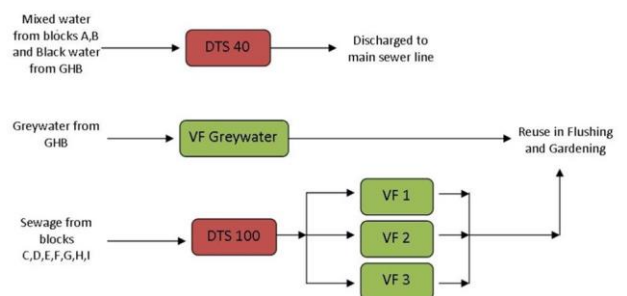 Mixed water
from blocks A,B
and Black water
from GHB
DTS 40
Discharged to
main sewer line
Greywater from
GHB
VF Greywater
Reuse in Flushing
and Gardening
Sewage from
blocks
C,D,E,F,G,H,I
DTS 100
VF 1
VF 2
VF 3